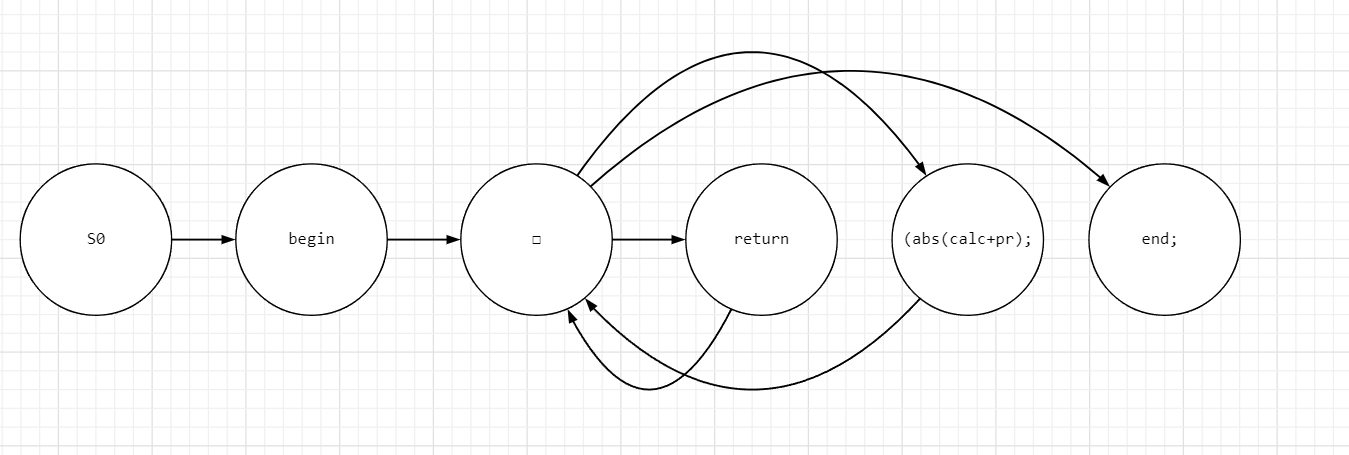 S0
begin
□
return
(abs(calc+pr);
end;